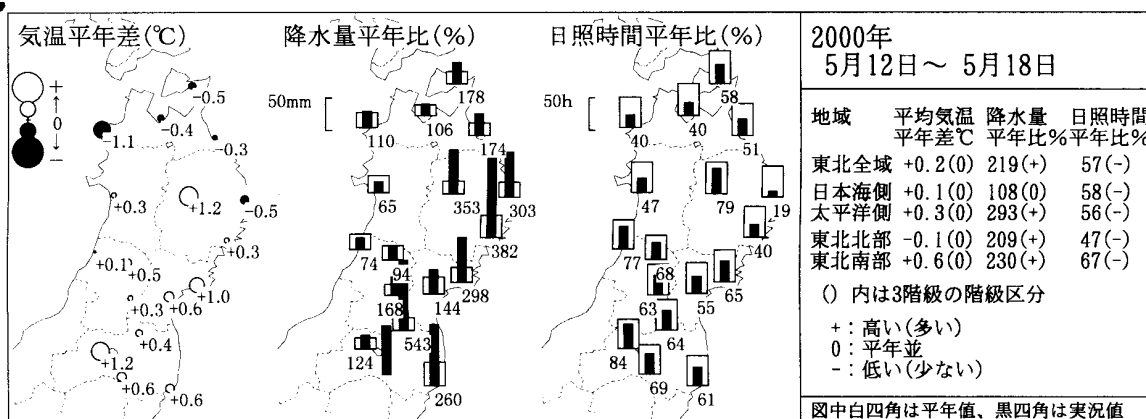 気温平年差(℃)
+
↑
0
↓
−
-0.5
-0.4
-1.1
-0.3
+0.3
+1.2
-0.5
+0.3
+0.1
+0.5
+1.0
+0.3
+0.6
+0.4
+1.2
+0.6
+0.6
降水量平年比(%)
50mm
178
110
106
174
65
353
303
382
74
94
298
168
144
543
124
260
日照時間平年比(%)
50h
58
40
40
51
47
79
19
40
77
68
65
63
55
64
84
69
61
2000年
5月12日～ 5月18日
地域 平均気温 降水量 日照時間
平年差℃ 平年比% 平年比%
東北全域 +0.2(0) 219(+) 57(-)
日本海側 +0.1(0) 108(0) 58(-)
太平洋側 +0.3(0) 293(+) 56(-)
東北北部 -0.1(0) 209(+) 47(-)
東北南部 +0.6(0) 230(+) 67(-)
() 内は3階級の階級区分
+：高い(多い)
0：平年並
-：低い(少ない)
図中白四角は平年値、黒四角は実況値